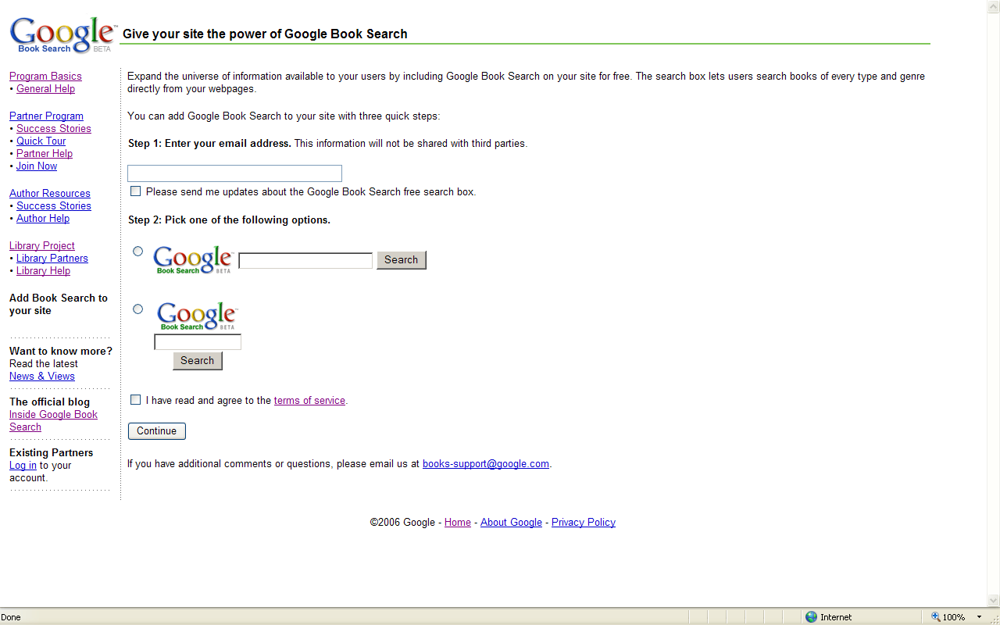 Google™
Book Search BETA
Give your site the power of Google Book Search
Program Basics
• General Help
Partner Program
• Success Stories
• Quick Tour
• Partner Help
• Join Now
Author Resources
• Success Stories
• Author Help
Library Project
• Library Partners
• Library Help
Add Book Search to
your site
Want to know more?
Read the latest
News & Views
The official blog
Inside Google Book
Search
Existing Partners
Log in to your
account.
Expand the universe of information available to your users by including Google Book Search on your site for free. The search box lets users search books of every type and genre
directly from your webpages.
You can add Google Book Search to your site with three quick steps:
Step 1: Enter your email address. This information will not be shared with third parties.
Please send me updates about the Google Book Search free search box.
Step 2: Pick one of the following options.
Google™
Book Search BETA
Search
Google™
Book Search BETA
Search
I have read and agree to the terms of service.
Continue
If you have additional comments or questions, please email us at books-support@google.com.
©2006 Google - Home - About Google - Privacy Policy
Done
Internet
100%